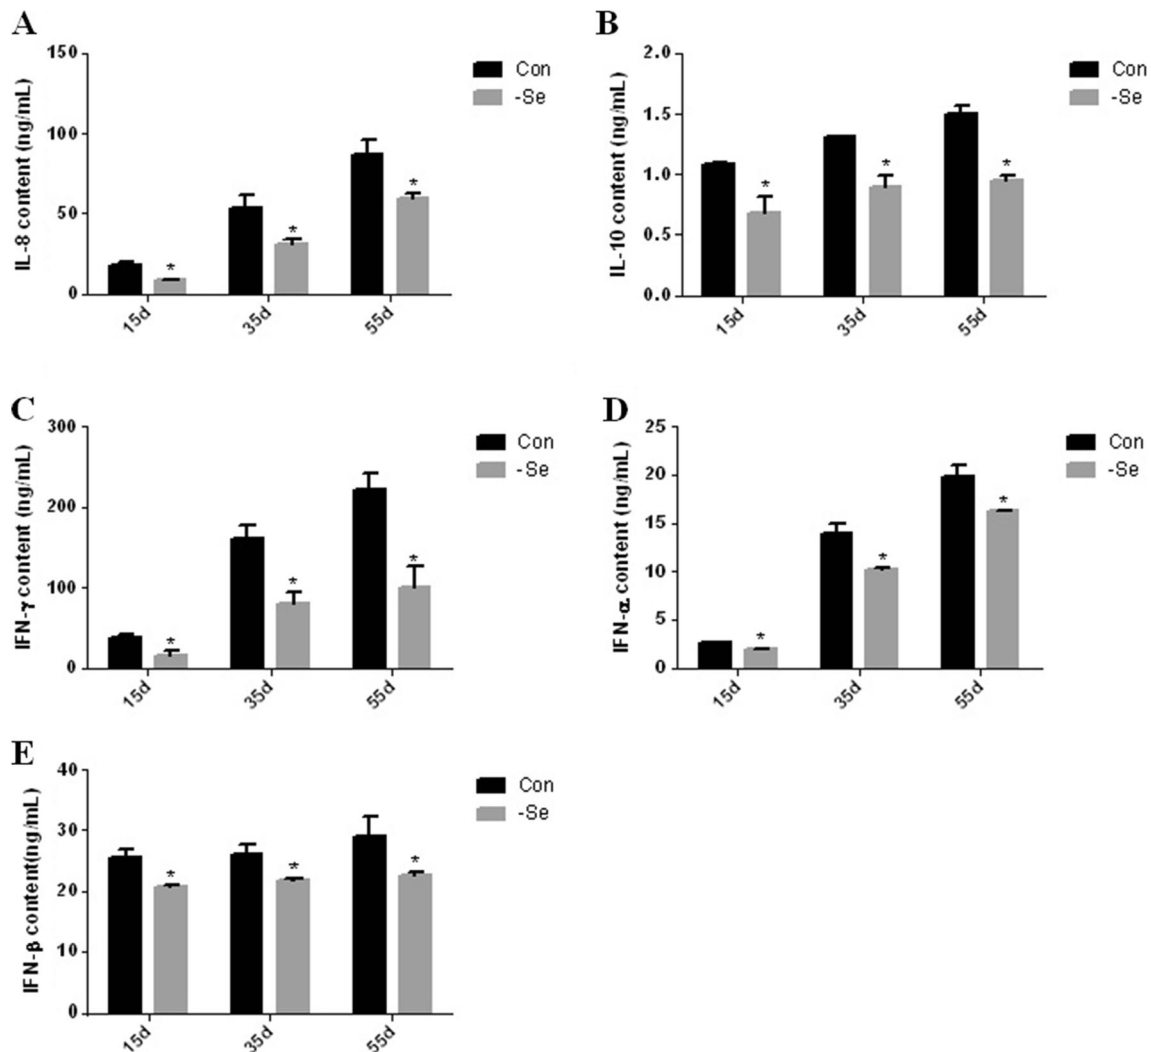 A
IL-8 content (ng/mL)
150
100
50
0
*
*
*
15d
35d
55d
Con
-Se
B
IL-10 content (ng/mL)
2.0
1.5
1.0
0.5
0.0
*
*
*
15d
35d
55d
Con
-Se
C
IFN-γ content (ng/mL)
300
200
100
0
*
*
*
15d
35d
55d
Con
-Se
D
IFN-α content (ng/mL)
25
20
15
10
5
0
*
*
*
15d
35d
55d
Con
-Se
E
IFN-β content(ng/mL)
40
30
20
10
0
*
*
*
15d
35d
55d
Con
-Se